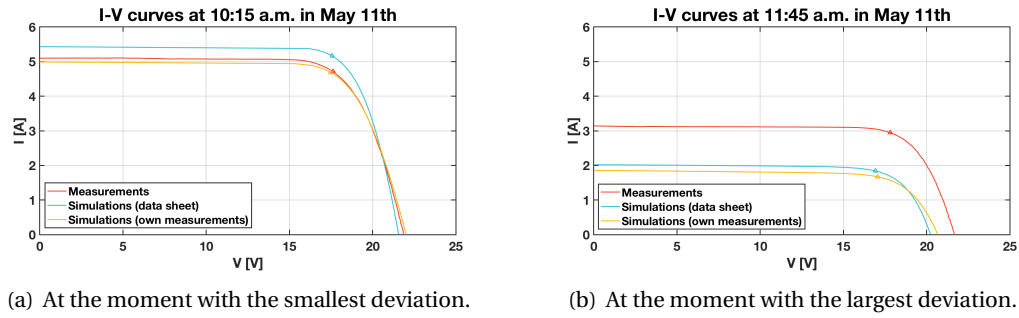 I-V curves at 10:15 a.m. in May 11th
6
5
4
3
2
1
0
I [A]
Measurements
Simulations (data sheet)
Simulations (own measurements)
0 5 10 15 20 25
V [V]
(a) At the moment with the smallest deviation.
I-V curves at 11:45 a.m. in May 11th
6
5
4
3
2
1
0
I [A]
Measurements
Simulations (data sheet)
Simulations (own measurements)
0 5 10 15 20 25
V [V]
(b) At the moment with the largest deviation.